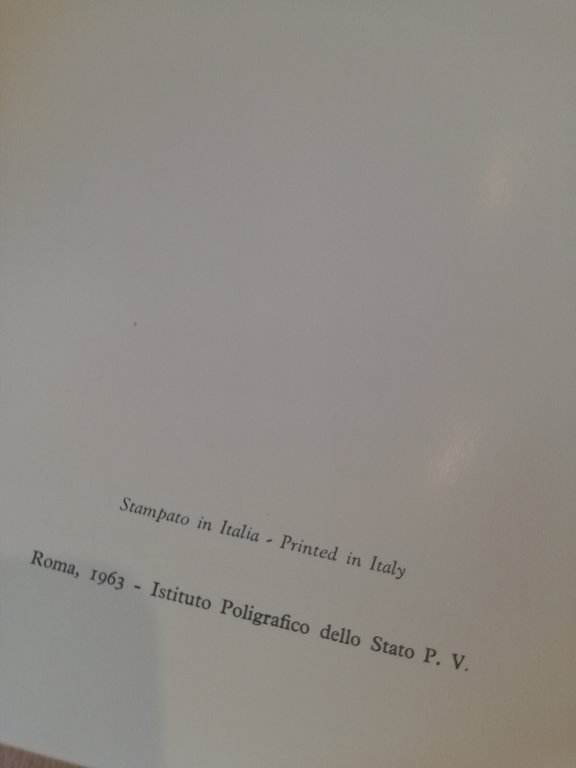 Stampato in Italia - Printed in Italy
Roma, 1963 - Istituto Poligrafico dello Stato P. V.